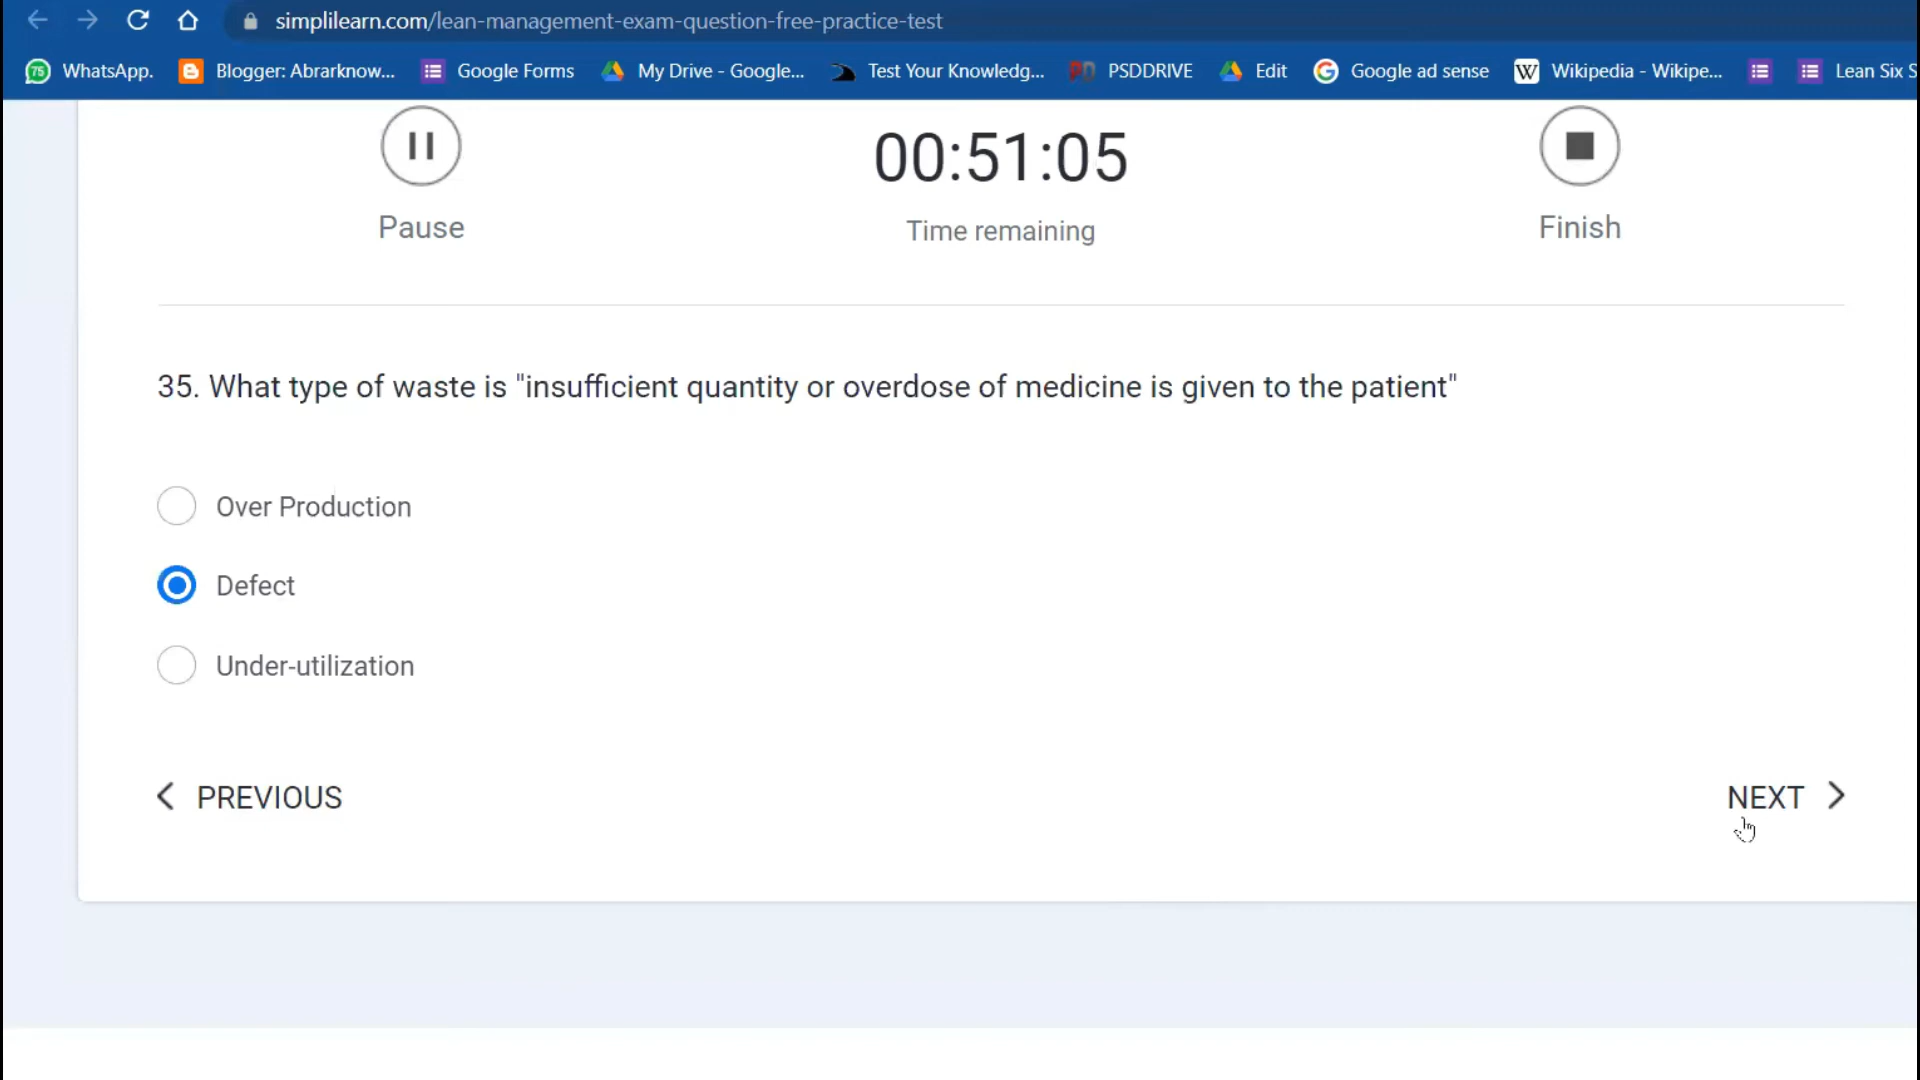 simplilearn.com/lean-management-exam-question-free-practice-test
75 WhatsApp. Blogger: Abrarknow... Google Forms My Drive - Google... Test Your Knowledg... PSDDRIVE Edit Google ad sense W Wikipedia - Wikipe... Lean Six S
00:51:05
Pause Time remaining Finish
35. What type of waste is "insufficient quantity or overdose of medicine is given to the patient"
Over Production
Defect
Under-utilization
PREVIOUS NEXT